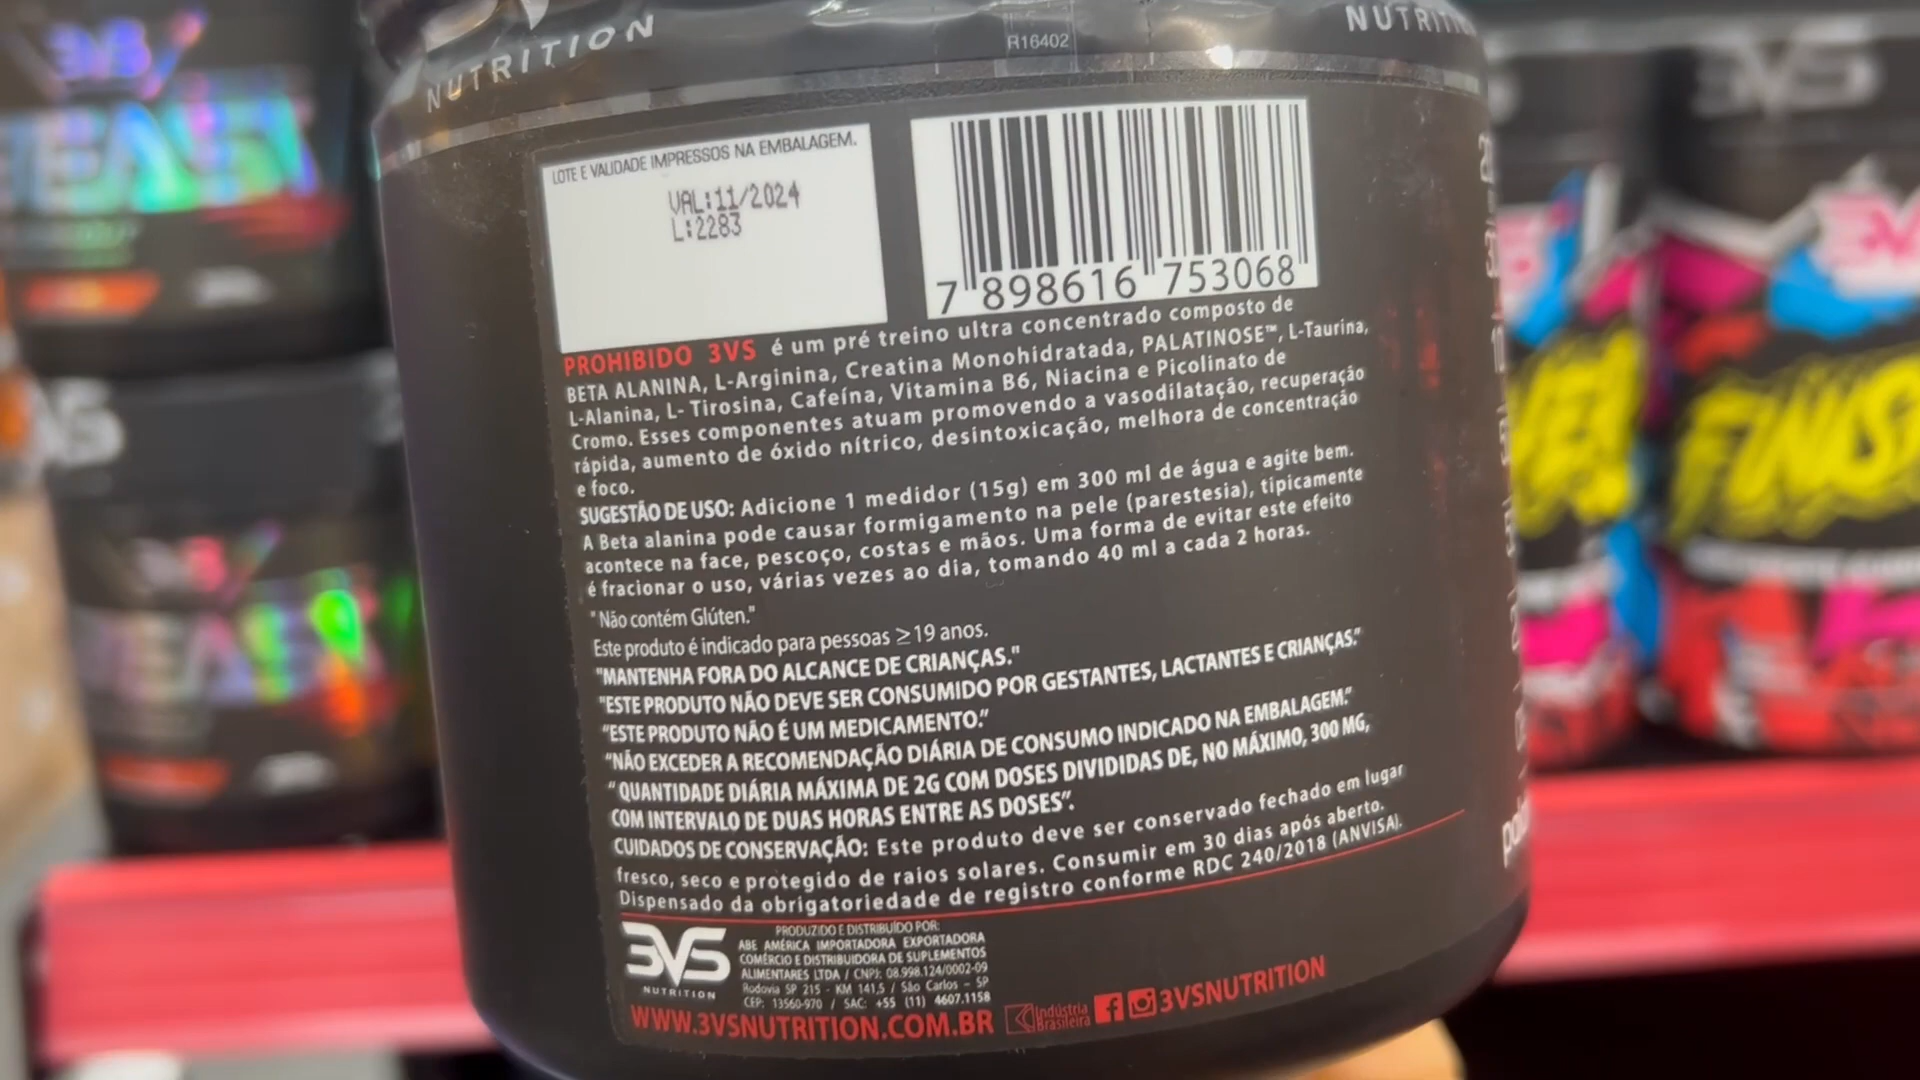 NUTRITION
R16402
NUTRITI
LOTE E VALIDADE IMPRESSOS NA EMBALAGEM.
VAL:11/2024
L:2283
7 898616 753068
PROHIBIDO 3VS é um pré treino ultra concentrado composto de
BETA ALANINA, L-Arginina, Creatina Monohidratada, PALATINOSE™, L-Taurina,
L-Alanina, L- Tirosina, Cafeína, Vitamina B6, Niacina e Picolinato de
Cromo. Esses componentes atuam promovendo a vasodilatação, recuperação
rápida, aumento de óxido nítrico, desintoxicação, melhora de concentração
e foco.
SUGESTÃO DE USO: Adicione 1 medidor (15g) em 300 ml de água e agite bem.
A Beta alanina pode causar formigamento na pele (parestesia), tipicamente
acontece na face, pescoço, costas e mãos. Uma forma de evitar este efeito
é fracionar o uso, várias vezes ao dia, tomando 40 ml a cada 2 horas.
"Não contém Glúten."
Este produto é indicado para pessoas ≥19 anos.
"MANTENHA FORA DO ALCANCE DE CRIANÇAS."
"ESTE PRODUTO NÃO DEVE SER CONSUMIDO POR GESTANTES, LACTANTES E CRIANÇAS."
"ESTE PRODUTO NÃO É UM MEDICAMENTO."
"NÃO EXCEDER A RECOMENDAÇÃO DIÁRIA DE CONSUMO INDICADO NA EMBALAGEM."
"QUANTIDADE DIÁRIA MÁXIMA DE 2G COM DOSES DIVIDIDAS DE, NO MÁXIMO, 300 MG,
COM INTERVALO DE DUAS HORAS ENTRE AS DOSES".
CUIDADOS DE CONSERVAÇÃO: Este produto deve ser conservado fechado em lugar
fresco, seco e protegido de raios solares. Consumir em 30 dias após aberto.
Dispensado da obrigatoriedade de registro conforme RDC 240/2018 (ANVISA).
3VS
NUTRITION
PRODUZIDO E DISTRIBUÍDO POR:
ABE AMÉRICA IMPORTADORA EXPORTADORA
COMÉRCIO E DISTRIBUIDORA DE SUPLEMENTOS
ALIMENTARES LTDA / CNPJ: 08.998.124/0002-09
Rodovia SP 215 - KM 141,5 / São Carlos - SP
CEP: 13560-970 / SAC: +55 (11) 4607.1158
WWW.3VSNUTRITION.COM.BR
Indústria
Brasileira
3VSNUTRITION
3VS
3VS
3VS
FINIS